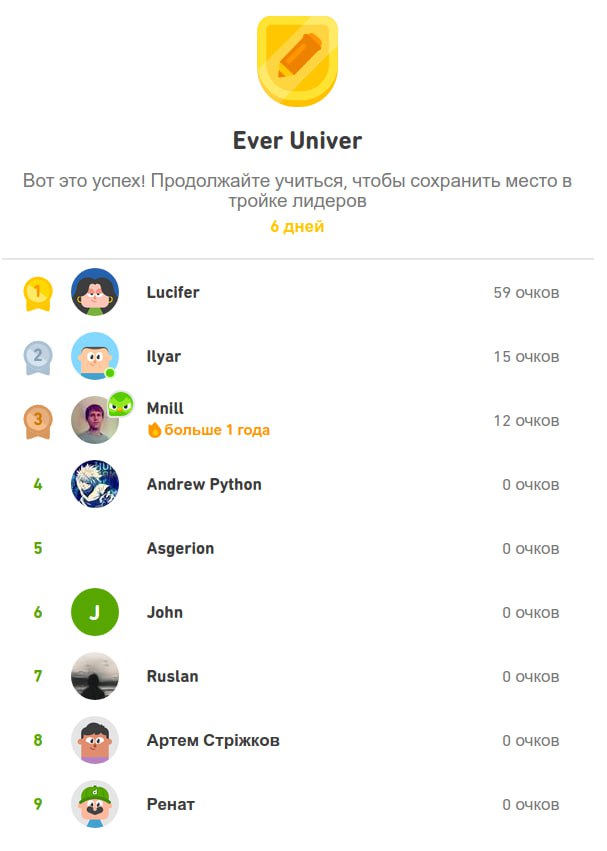 Ever Univer
Вот это успех! Продолжайте учиться, чтобы сохранить место в
тройке лидеров
6 дней
1 Lucifer 59 очков
2 Ilyar 15 очков
3 Mnill 12 очков
больше 1 года
4 Andrew Python 0 очков
5 Asgerion 0 очков
6 J John 0 очков
7 Ruslan 0 очков
8 Артем Стріжков 0 очков
9 Ренат 0 очков